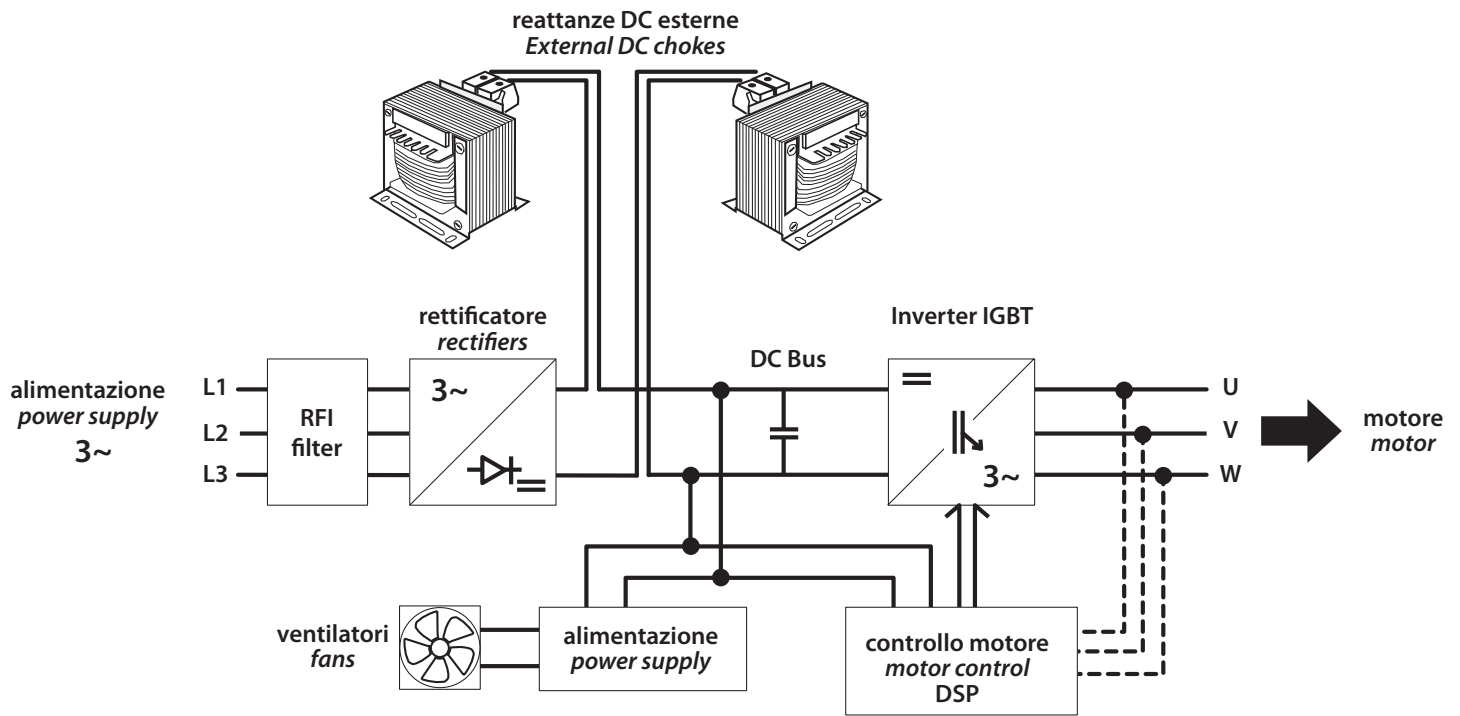 reattanze DC esterne
External DC chokes
rettificatore
rectifiers
Inverter IGBT
DC Bus
alimentazione
power supply
3~
L1
L2
L3
RFI
filter
3~
3~
U
V
W
motore
motor
ventilatori
fans
alimentazione
power supply
controllo motore
motor control
DSP